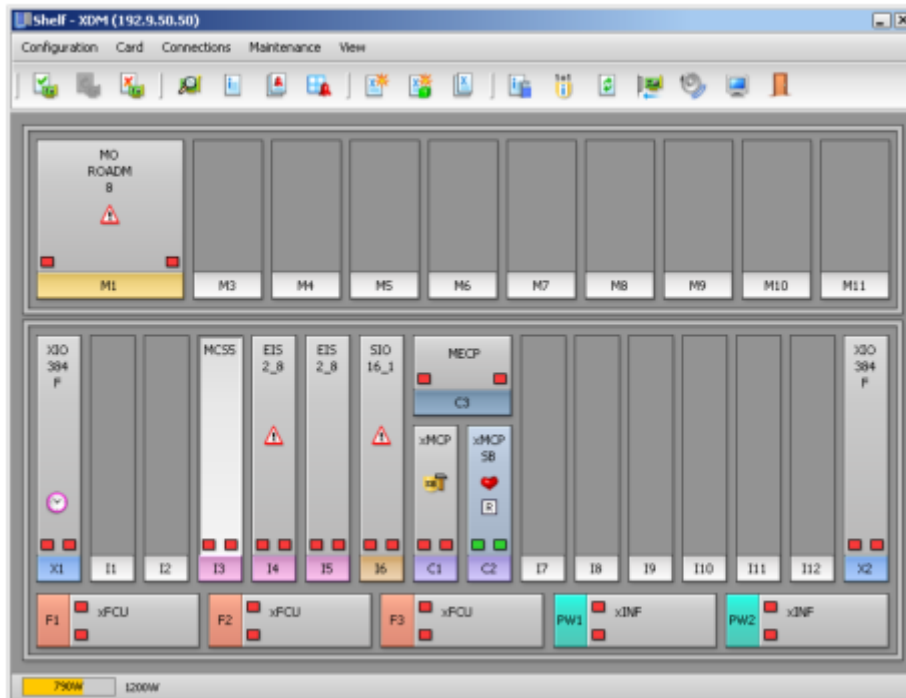 Shelf - XDM (192.9.50.50)
Configuration Card Connections Maintenance View
MO
ROADM
8
M1 M3 M4 M5 M6 M7 M8 M9 M10 M11
XIO
384
F
MCS5
EIS
2_8
EIS
2_8
SIO
16_1
MECP
C3
xMCP
xMCP
SB
R
XIO
384
F
X1 I1 I2 I3 I4 I5 I6 C1 C2 I7 I8 I9 I10 I11 I12 X2
F1 xFCU F2 xFCU F3 xFCU PW1 xINF PW2 xINF
790W 1200W